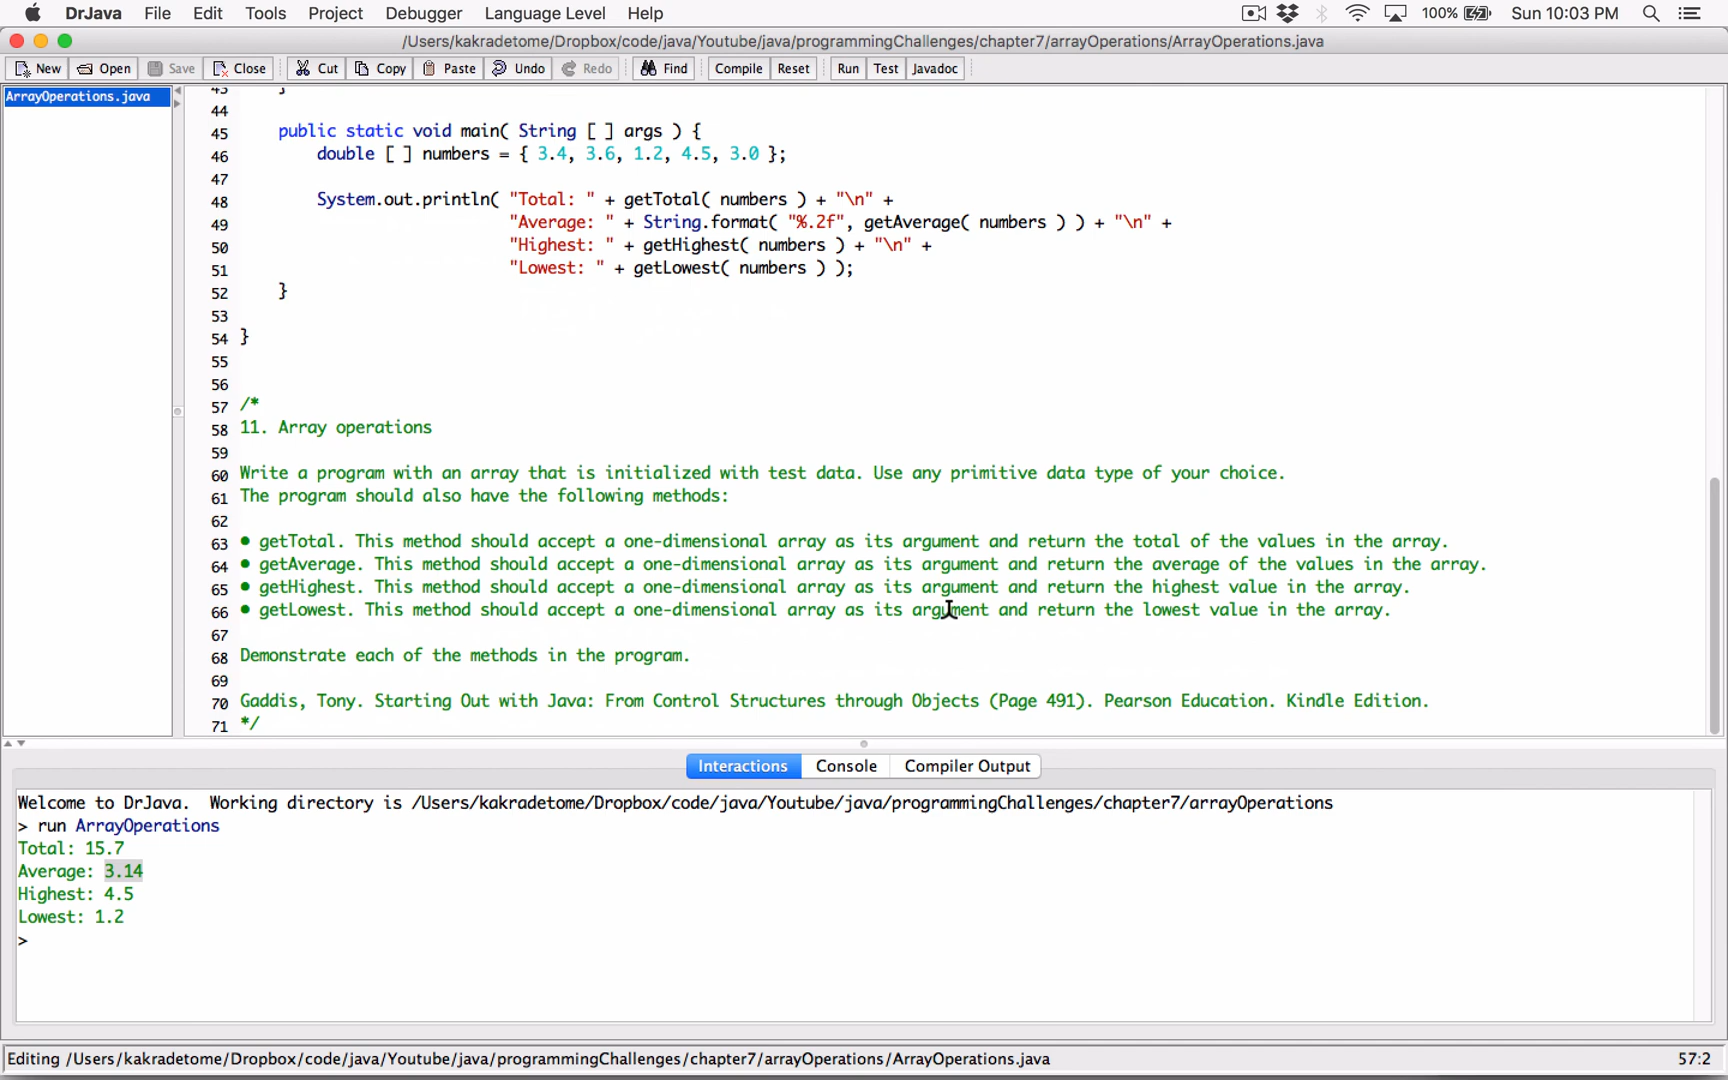 DrJava File Edit Tools Project Debugger Language Level Help 100% Sun 10:03 PM
/Users/kakradetome/Dropbox/code/java/Youtube/java/programmingChallenges/chapter7/arrayOperations/ArrayOperations.java
New Open Save Close Cut Copy Paste Undo Redo Find Compile Reset Run Test Javadoc
ArrayOperations.java
43 }
44
45 public static void main( String [ ] args ) {
46 double [ ] numbers = { 3.4, 3.6, 1.2, 4.5, 3.0 };
47
48 System.out.println( "Total: " + getTotal( numbers ) + "\n" +
49 "Average: " + String.format( "%.2f", getAverage( numbers ) ) + "\n" +
50 "Highest: " + getHighest( numbers ) + "\n" +
51 "Lowest: " + getLowest( numbers ) );
52 }
53
54 }
55
56
57 /*
58 11. Array operations
59
60 Write a program with an array that is initialized with test data. Use any primitive data type of your choice.
61 The program should also have the following methods:
62
63 • getTotal. This method should accept a one-dimensional array as its argument and return the total of the values in the array.
64 • getAverage. This method should accept a one-dimensional array as its argument and return the average of the values in the array.
65 • getHighest. This method should accept a one-dimensional array as its argument and return the highest value in the array.
66 • getLowest. This method should accept a one-dimensional array as its argument and return the lowest value in the array.
67
68 Demonstrate each of the methods in the program.
69
70 Gaddis, Tony. Starting Out with Java: From Control Structures through Objects (Page 491). Pearson Education. Kindle Edition.
71 */
Interactions Console Compiler Output
Welcome to DrJava. Working directory is /Users/kakradetome/Dropbox/code/java/Youtube/java/programmingChallenges/chapter7/arrayOperations
> run ArrayOperations
Total: 15.7
Average: 3.14
Highest: 4.5
Lowest: 1.2
>
Editing /Users/kakradetome/Dropbox/code/java/Youtube/java/programmingChallenges/chapter7/arrayOperations/ArrayOperations.java 57:2